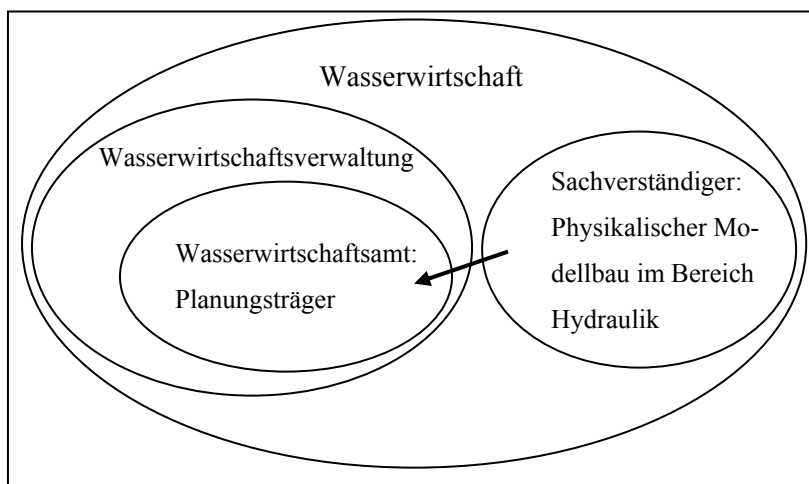 Wasserwirtschaft
Wasserwirtschaftsverwaltung
Wasserwirtschaftsamt:
Planungsträger
Sachverständiger:
Physikalischer Mo-
dellbau im Bereich
Hydraulik